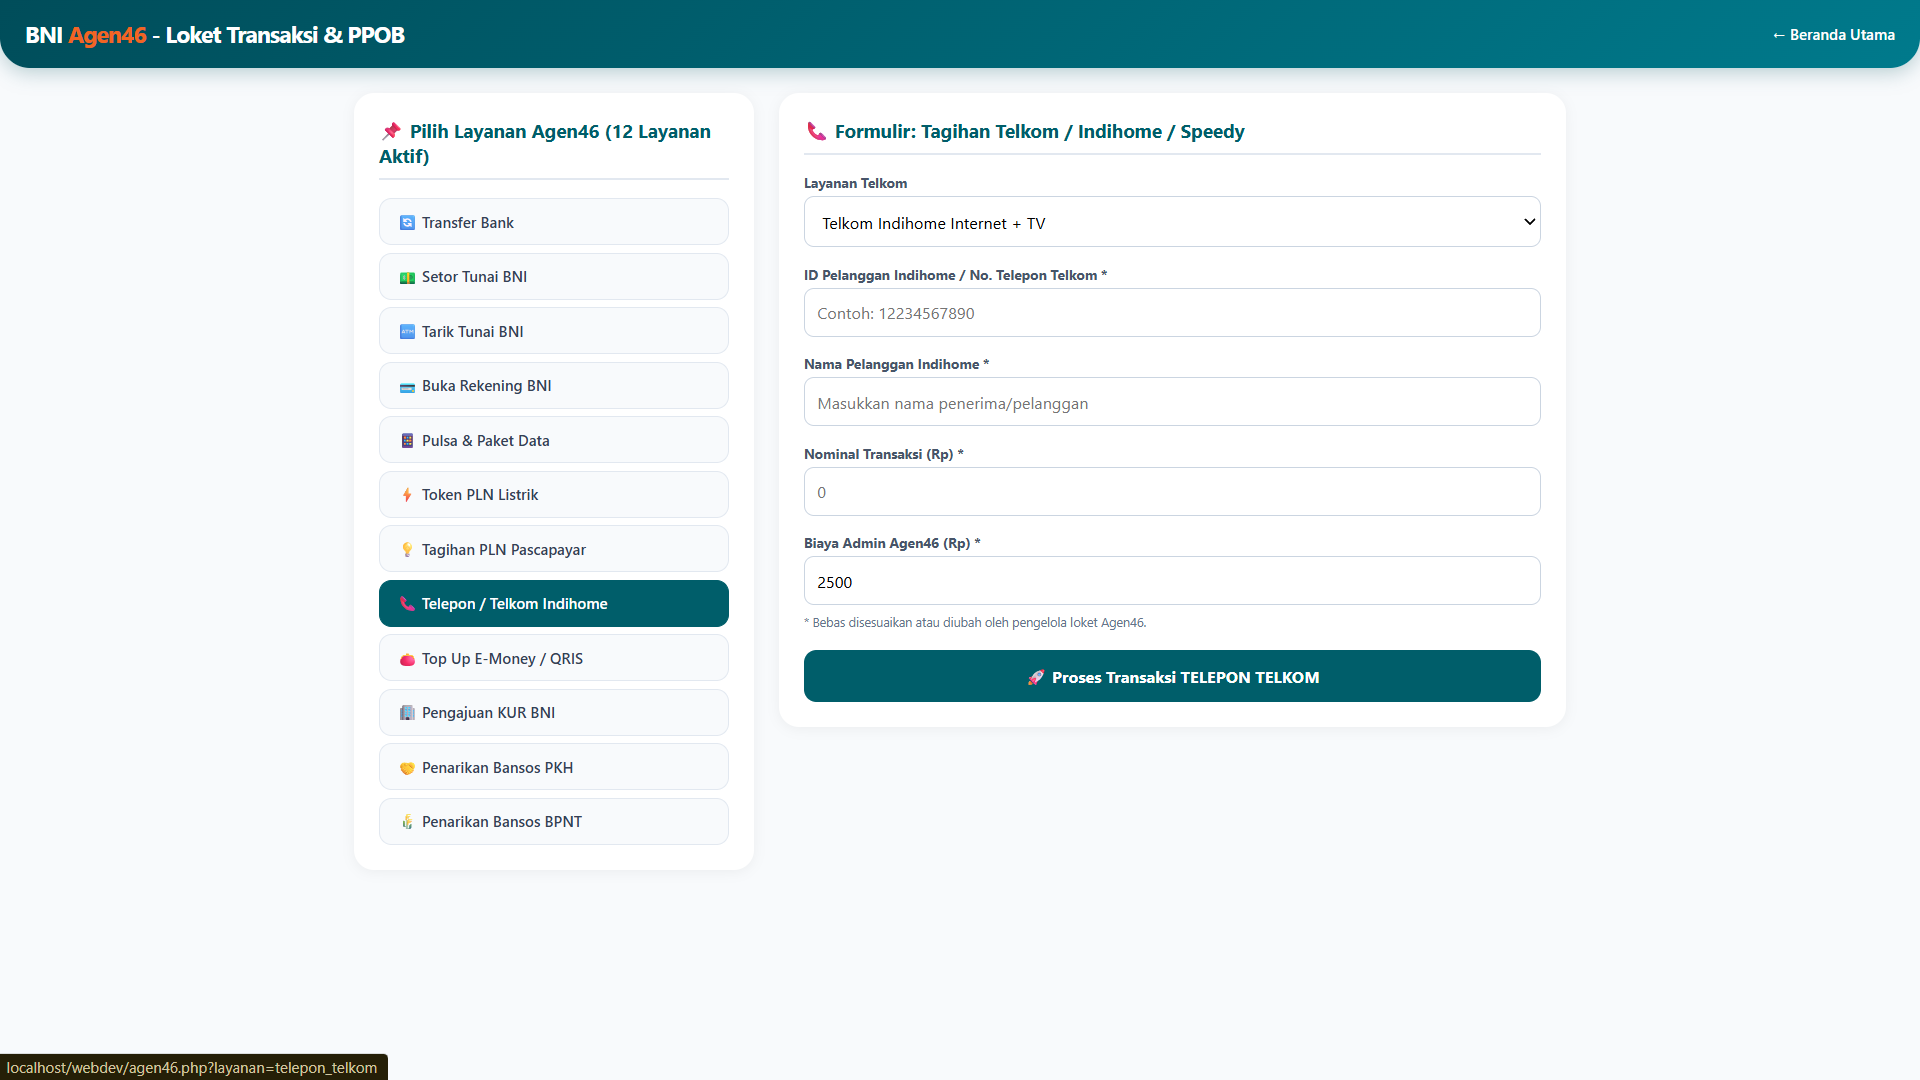 BNI Agen46 - Loket Transaksi & PPOB
← Beranda Utama
📌 Pilih Layanan Agen46 (12 Layanan
Aktif)
🔄 Transfer Bank
💵 Setor Tunai BNI
🏧 Tarik Tunai BNI
💳 Buka Rekening BNI
📱 Pulsa & Paket Data
⚡ Token PLN Listrik
💡 Tagihan PLN Pascapayar
📞 Telepon / Telkom Indihome
👛 Top Up E-Money / QRIS
🏢 Pengajuan KUR BNI
🤝 Penarikan Bansos PKH
🌾 Penarikan Bansos BPNT
📞 Formulir: Tagihan Telkom / Indihome / Speedy
Layanan Telkom
Telkom Indihome Internet + TV
ID Pelanggan Indihome / No. Telepon Telkom *
Contoh: 12234567890
Nama Pelanggan Indihome *
Masukkan nama penerima/pelanggan
Nominal Transaksi (Rp) *
0
Biaya Admin Agen46 (Rp) *
2500
* Bebas disesuaikan atau diubah oleh pengelola loket Agen46.
🚀 Proses Transaksi TELEPON TELKOM
localhost/webdev/agen46.php?layanan=telepon_telkom